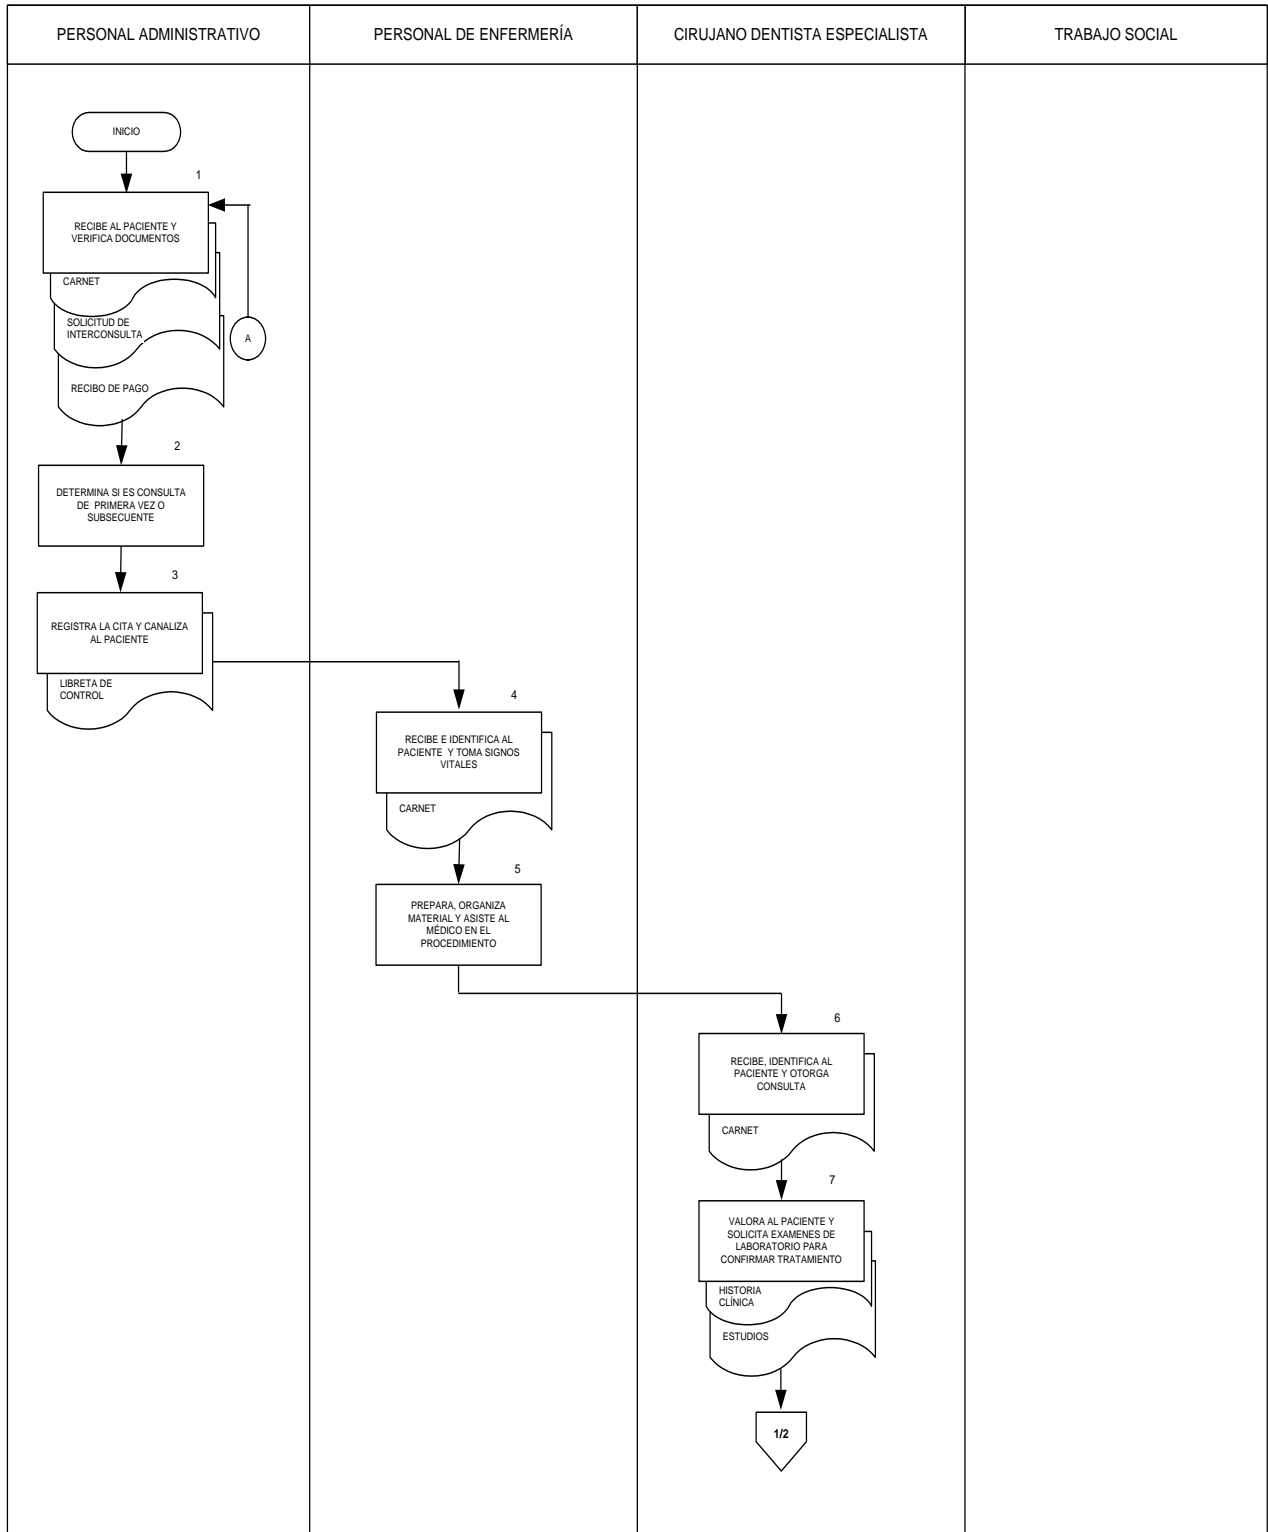 PERSONAL ADMINISTRATIVO
PERSONAL DE ENFERMERÍA
CIRUJANO DENTISTA ESPECIALISTA
TRABAJO SOCIAL
INICIO
1
RECIBE AL PACIENTE Y
VERIFICA DOCUMENTOS
CARNET
SOLICITUD DE
INTERCONSULTA
A
RECIBO DE PAGO
2
DETERMINA SI ES CONSULTA
DE PRIMERA VEZ O
SUBSECUENTE
3
REGISTRA LA CITA Y CANALIZA
AL PACIENTE
LIBRETA DE
CONTROL
4
RECIBE E IDENTIFICA AL
PACIENTE Y TOMA SIGNOS
VITALES
CARNET
5
PREPARA, ORGANIZA
MATERIAL Y ASISTE AL
MÉDICO EN EL
PROCEDIMIENTO
6
RECIBE, IDENTIFICA AL
PACIENTE Y OTORGA
CONSULTA
CARNET
7
VALORA AL PACIENTE Y
SOLICITA EXAMENES DE
LABORATORIO PARA
CONFIRMAR TRATAMIENTO
HISTORIA
CLÍNICA
ESTUDIOS
1/2